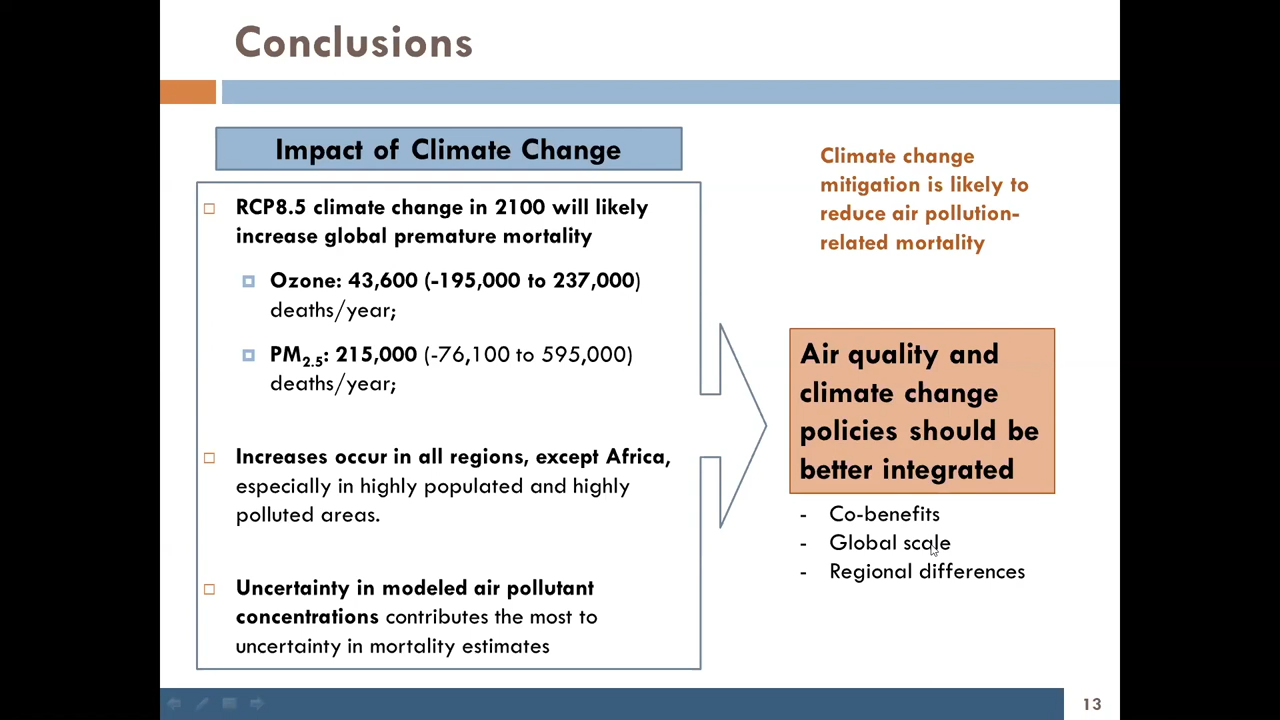 Conclusions
Impact of Climate Change
□ RCP8.5 climate change in 2100 will likely
increase global premature mortality
Ozone: 43,600 (-195,000 to 237,000)
deaths/year;
PM2.5: 215,000 (-76,100 to 595,000)
deaths/year;
□ Increases occur in all regions, except Africa,
especially in highly populated and highly
polluted areas.
□ Uncertainty in modeled air pollutant
concentrations contributes the most to
uncertainty in mortality estimates
Climate change
mitigation is likely to
reduce air pollution-
related mortality
Air quality and
climate change
policies should be
better integrated
- Co-benefits
- Global scale
- Regional differences
13